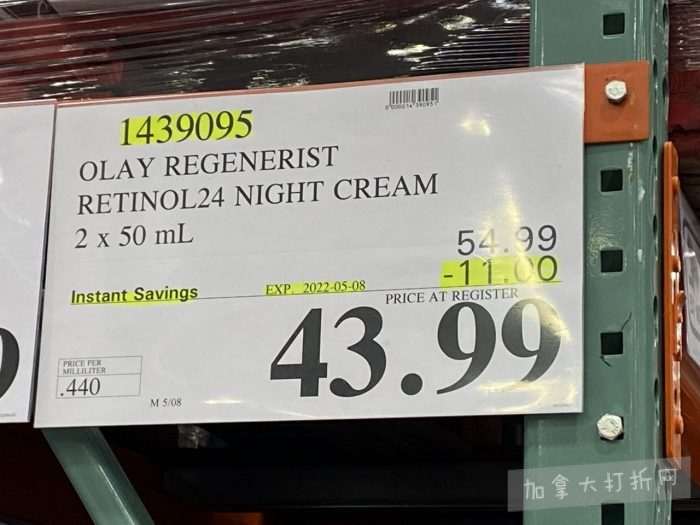 1439095
OLAY REGENERIST
RETINOL24 NIGHT CREAM
2 x 50 mL
54.99
-11.00
Instant Savings
EXP. 2022-05-08
PRICE AT REGISTER
43.99
PRICE PER
MILLILITER
.440
M 5/08
加拿大打折网